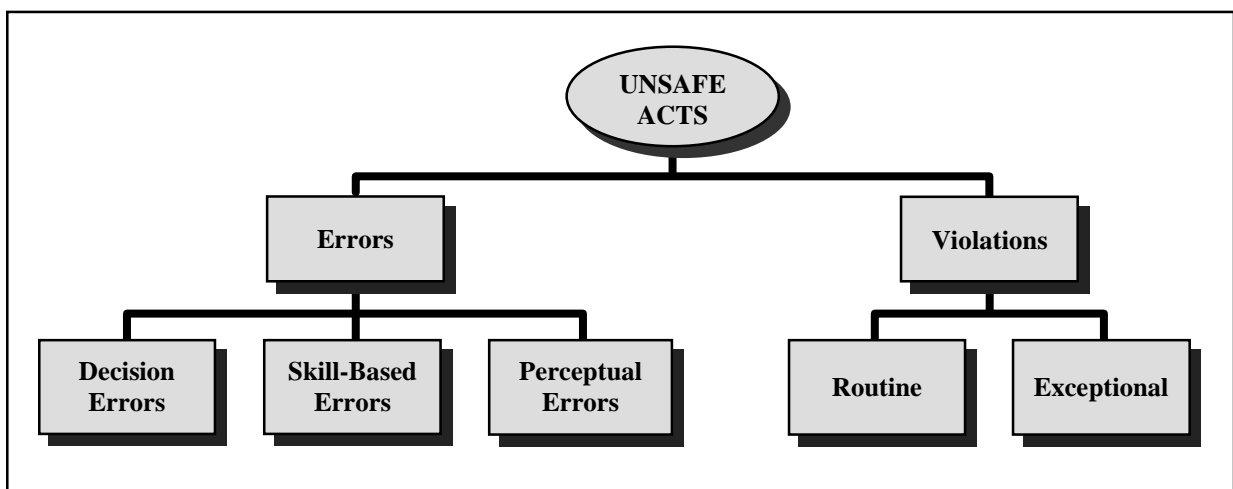 UNSAFE
ACTS
Errors
Violations
Decision
Errors
Skill-Based
Errors
Perceptual
Errors
Routine
Exceptional